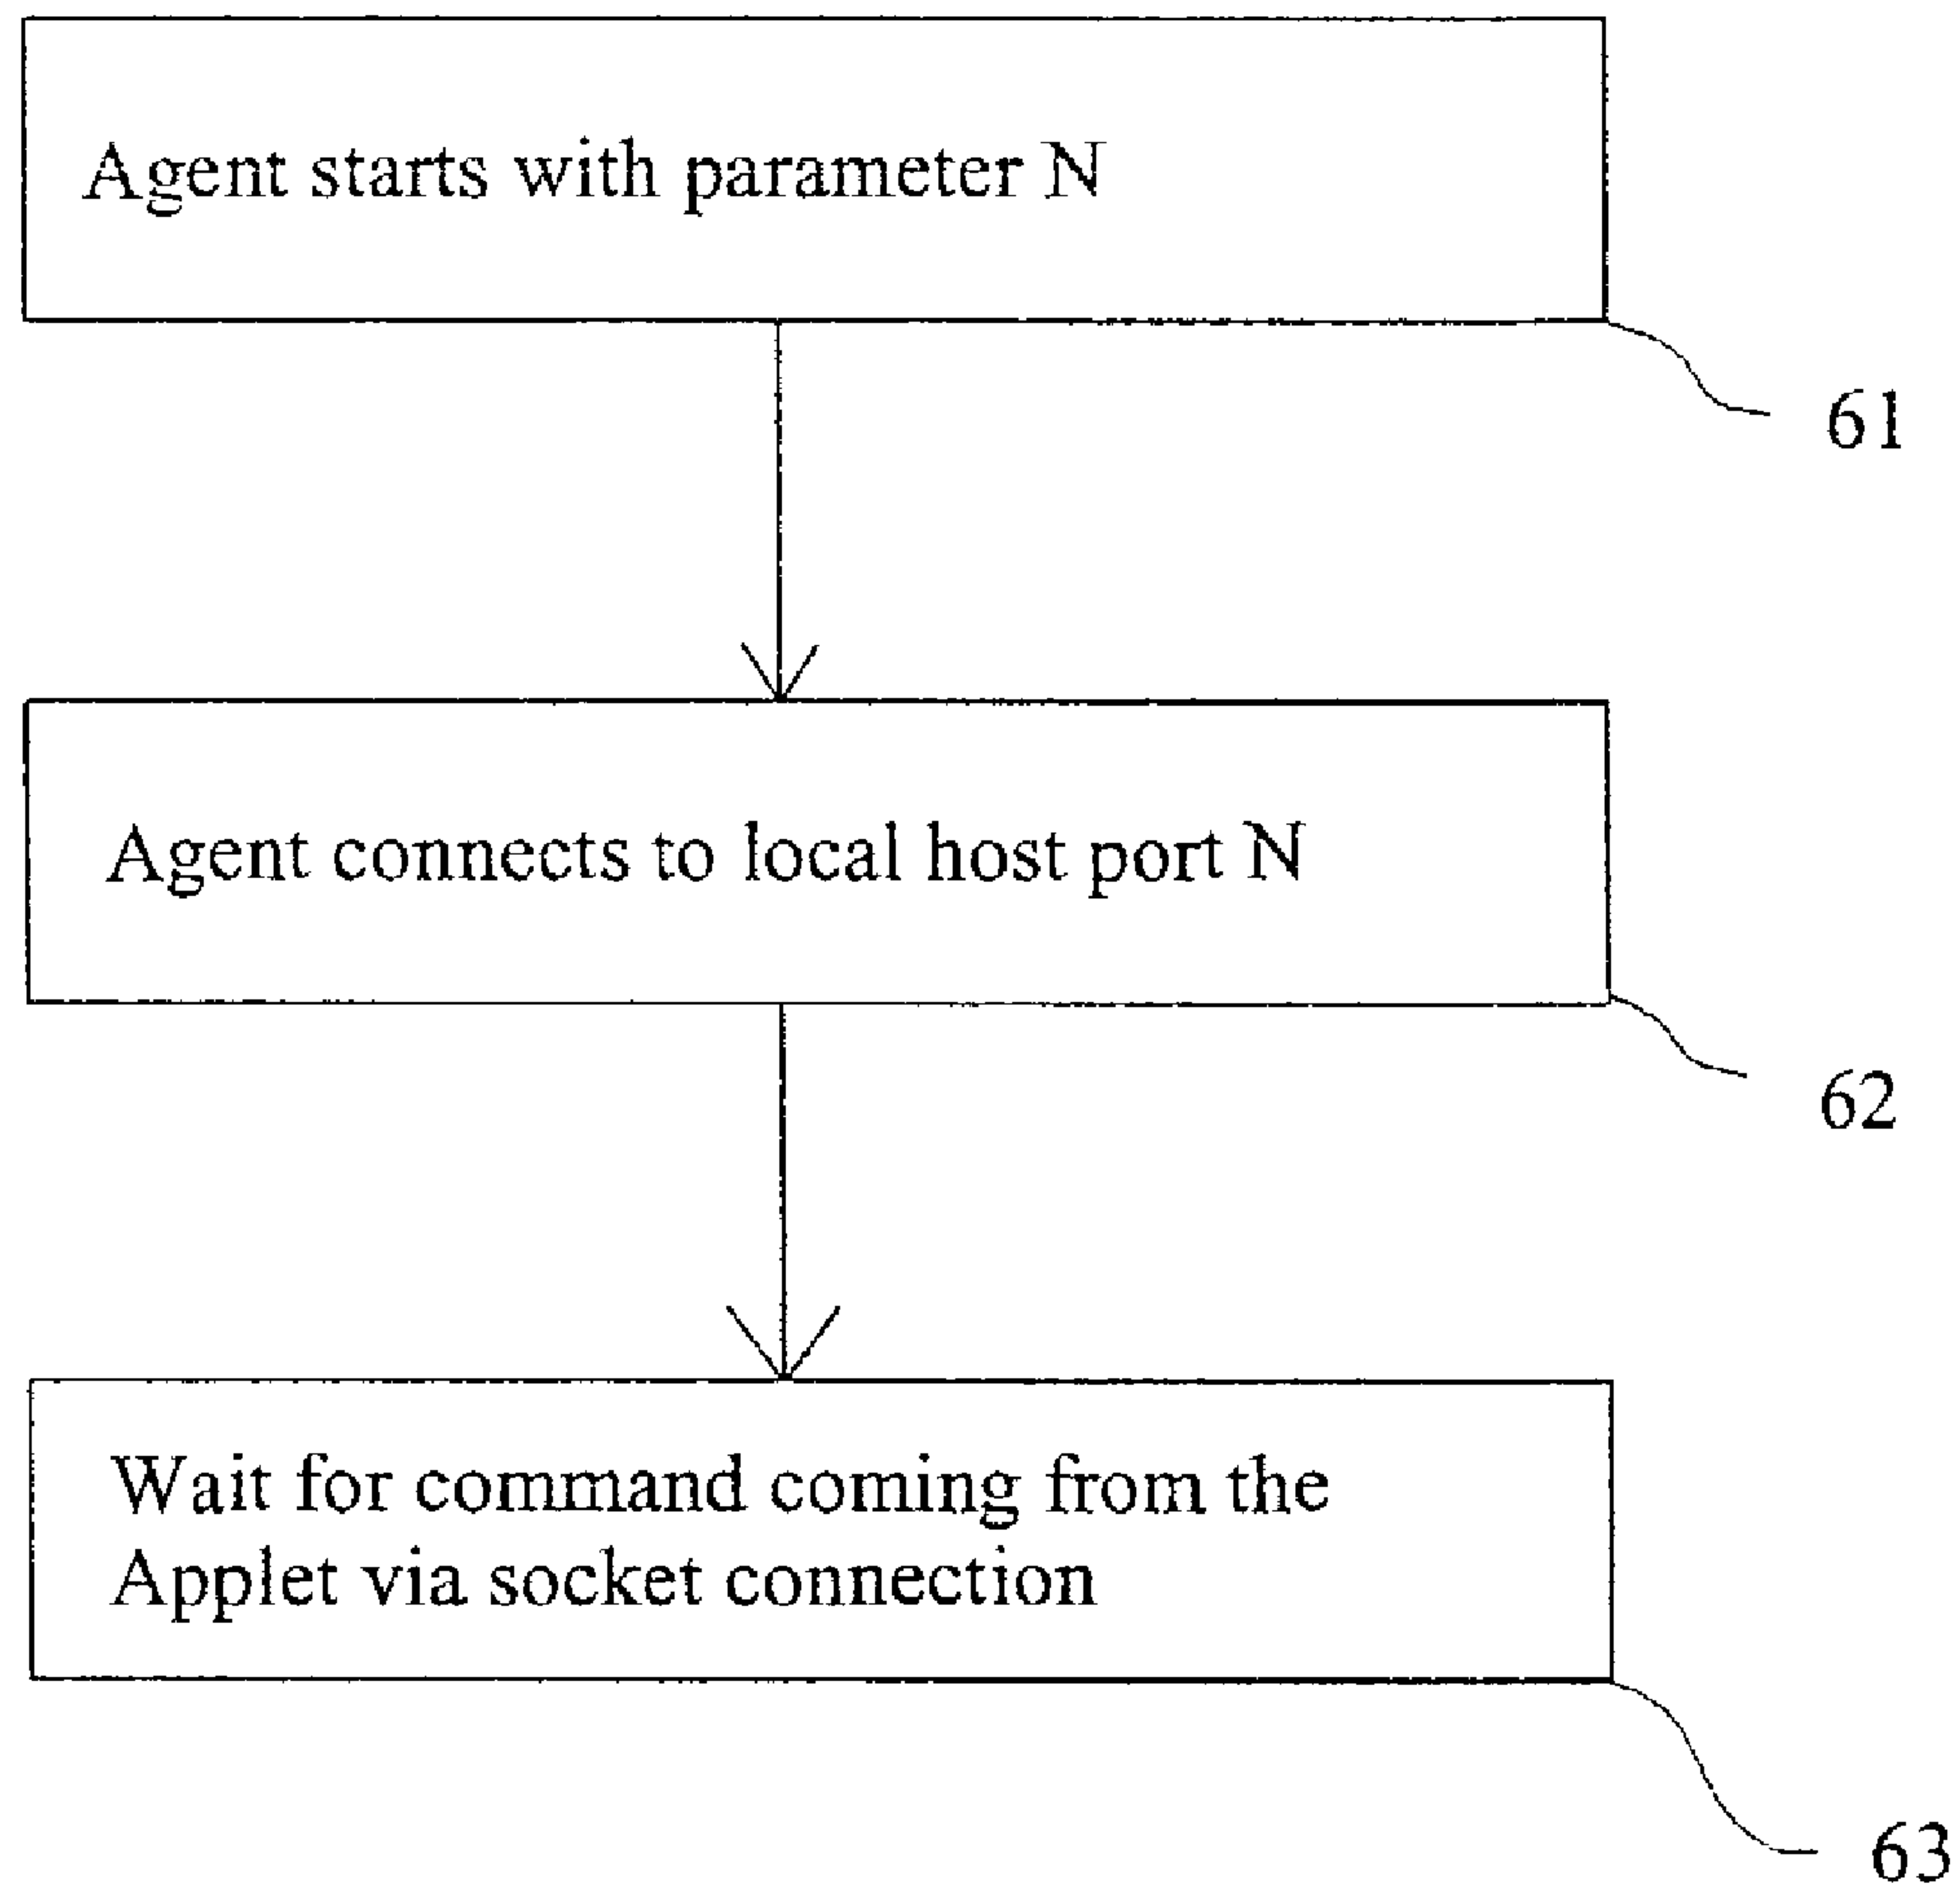 Agent starts with parameter N
61
Agent connects to local host port N
62
Wait for command coming from the
Applet via socket connection
63